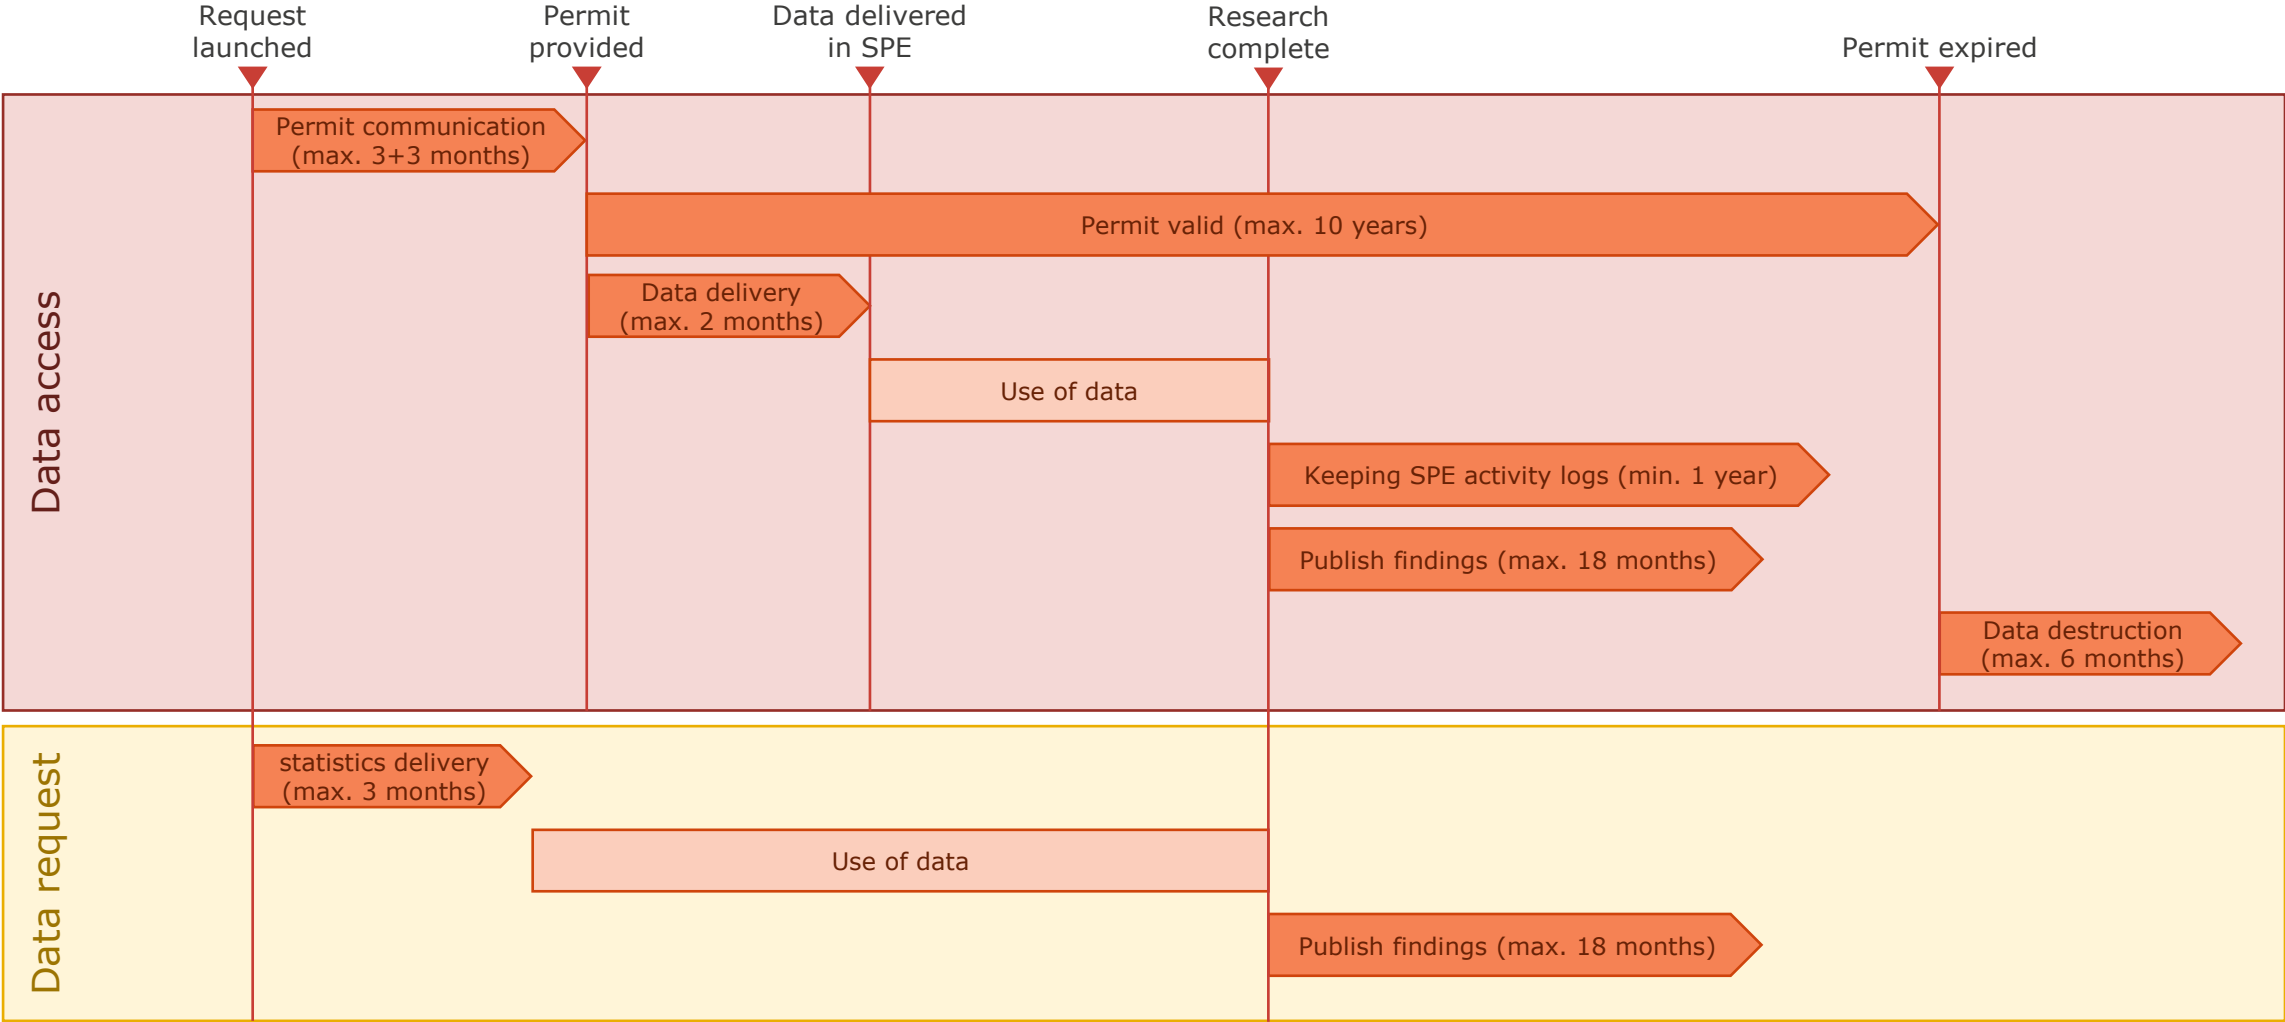 Request
launched
Permit
provided
Data delivered
in SPE
Research
complete
Permit expired
Data access
Permit communication
(max. 3+3 months)
Permit valid (max. 10 years)
Data delivery
(max. 2 months)
Use of data
Keeping SPE activity logs (min. 1 year)
Publish findings (max. 18 months)
Data destruction
(max. 6 months)
Data request
statistics delivery
(max. 3 months)
Use of data
Publish findings (max. 18 months)